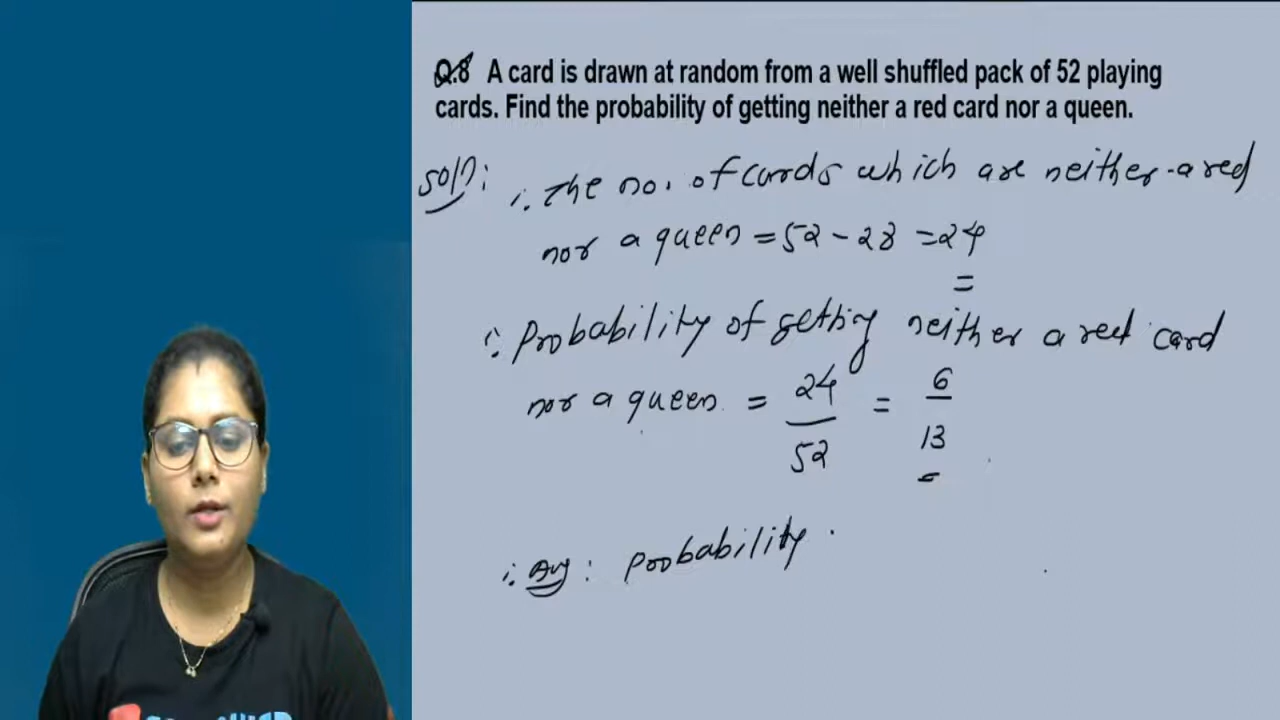 Q.8 A card is drawn at random from a well shuffled pack of 52 playing
cards. Find the probability of getting neither a red card nor a queen.
Soln: ∴ The no. of cards which are neither a red
nor a queen = 52 - 28 = 24
∴ Probability of getting neither a red card
nor a queen = 24/52 = 6/13
∴ Ans: Probability